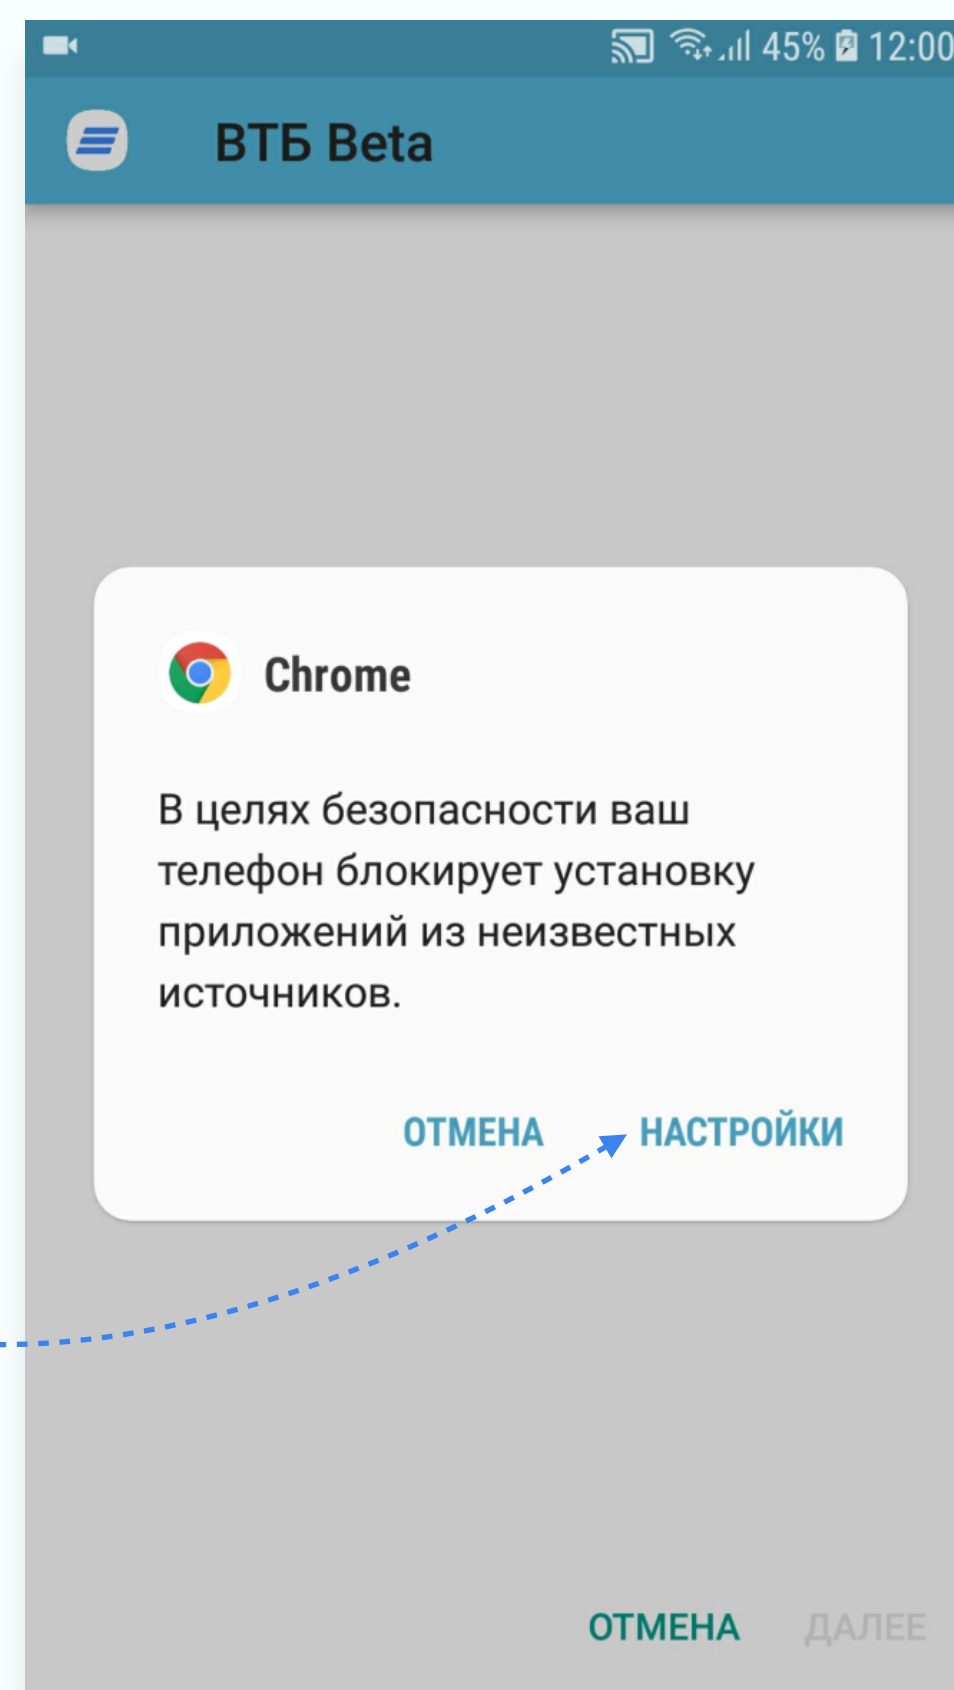 45% 12:00
ВТБ Beta
Chrome
В целях безопасности ваш
телефон блокирует установку
приложений из неизвестных
источников.
ОТМЕНА НАСТРОЙКИ
ОТМЕНА ДАЛЕЕ